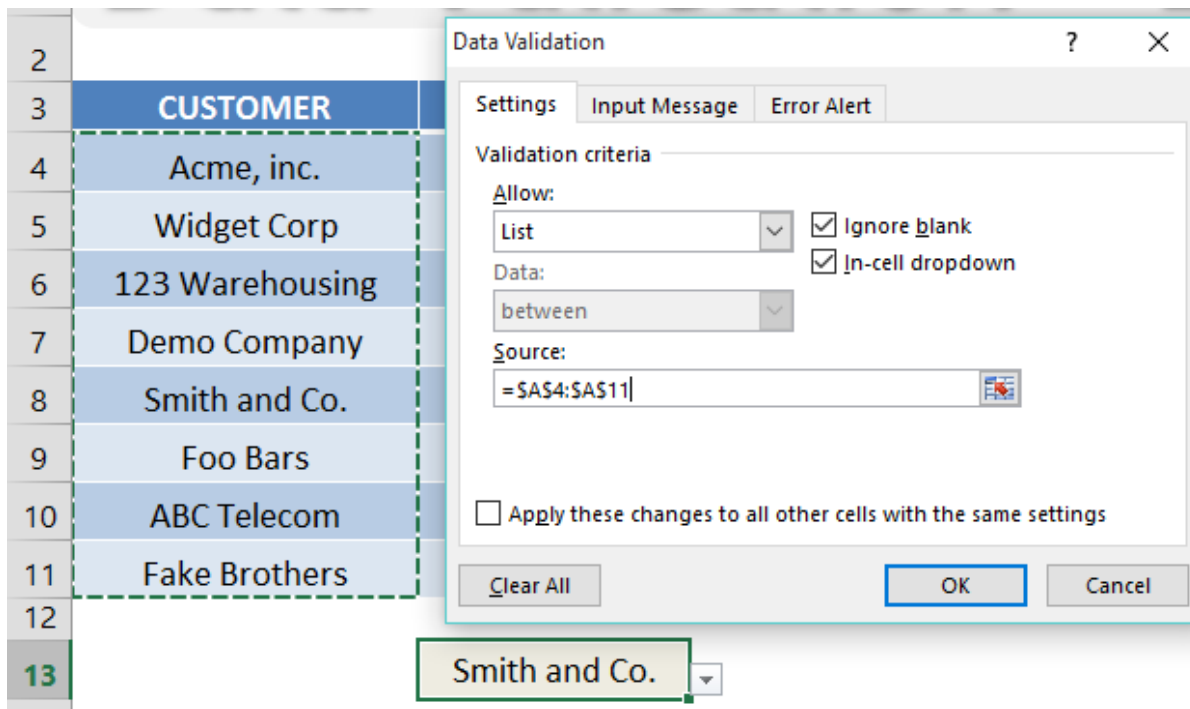 Data Validation ?
2
Settings Input Message Error Alert
3 CUSTOMER
Validation criteria
4 Acme, inc.
Allow:
5 Widget Corp
List
Ignore blank
Data:
In-cell dropdown
6 123 Warehousing
between
7 Demo Company
Source:
8 Smith and Co.
=$A$4:$A$11
9 Foo Bars
10 ABC Telecom
Apply these changes to all other cells with the same settings
11 Fake Brothers
Clear All OK Cancel
12
13 Smith and Co.